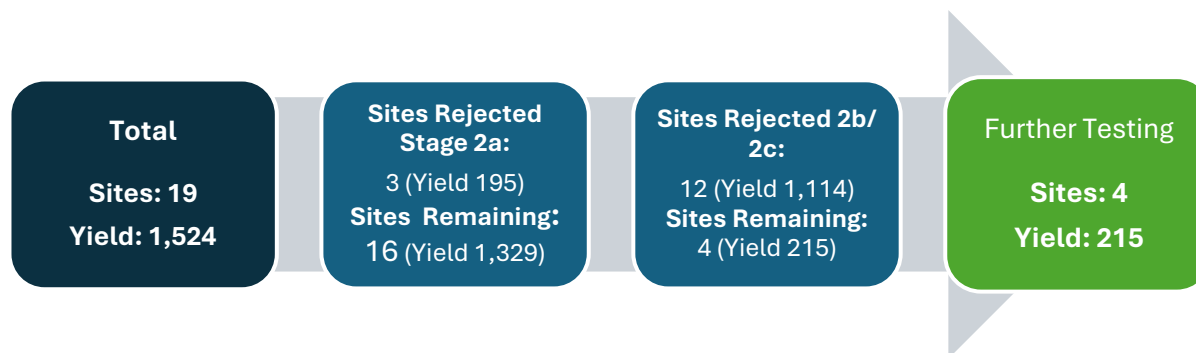 Total
Sites: 19
Yield: 1,524
Sites Rejected
Stage 2a:
3 (Yield 195)
Sites Remaining:
16 (Yield 1,329)
Sites Rejected 2b/
2c:
12 (Yield 1,114)
Sites Remaining:
4 (Yield 215)
Further Testing
Sites: 4
Yield: 215